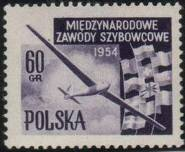 MIĘDZYNARODOWE
ZAWODY SZYBOWCOWE
1954
60
GR
POLSKA